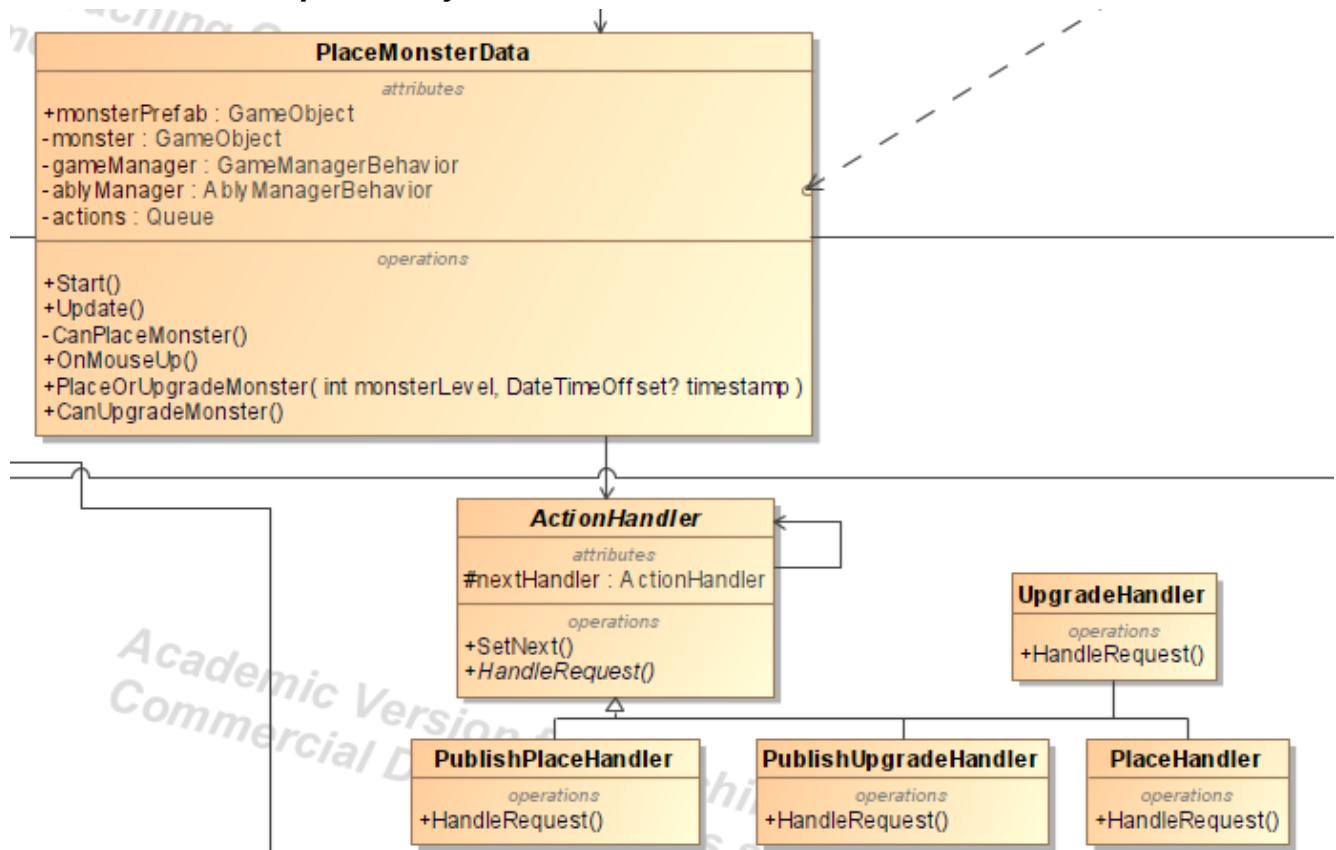 PlaceMonsterData
attributes
+monsterPrefab : GameObject
-monster : GameObject
-gameManager : GameManagerBehavior
-ablyManager : AblyManagerBehavior
-actions : Queue
operations
+Start()
+Update()
-CanPlaceMonster()
+OnMouseUp()
+PlaceOrUpgradeMonster( int monsterLevel, DateTimeOffset? timestamp )
+CanUpgradeMonster()
ActionHandler
attributes
#nextHandler : ActionHandler
operations
+SetNext()
+HandleRequest()
UpgradeHandler
operations
+HandleRequest()
Academic Version
Commercial D
PublishPlaceHandler
operations
+HandleRequest()
PublishUpgradeHandler
operations
+HandleRequest()
PlaceHandler
operations
+HandleRequest()